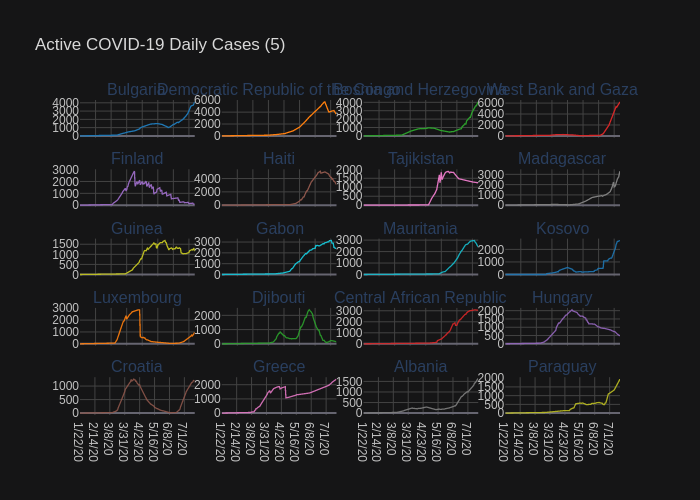 Active COVID-19 Daily Cases (5)
Bulgaria Democratic Republic of the Congo Bosnia and Herzegovina West Bank and Gaza
4000 3000 2000 1000 0 6000 4000 2000 0 4000 3000 2000 1000 0 6000 4000 2000 0
Finland Haiti Tajikistan Madagascar
3000 2000 1000 0 4000 2000 0 2000 1500 1000 500 0 3000 2000 1000 0
Guinea Gabon Mauritania Kosovo
1500 1000 500 0 3000 2000 1000 0 3000 2000 1000 0 2000 1000 0
Luxembourg Djibouti Central African Republic Hungary
3000 2000 1000 0 2000 1000 0 3000 2000 1000 0 2000 1500 1000 500 0
Croatia Greece Albania Paraguay
1000 500 0 2000 1000 0 1500 1000 500 0 2000 1500 1000 500 0
1/22/20 2/14/20 3/8/20 3/31/20 4/23/20 5/16/20 6/8/20 7/1/20 1/22/20 2/14/20 3/8/20 3/31/20 4/23/20 5/16/20 6/8/20 7/1/20 1/22/20 2/14/20 3/8/20 3/31/20 4/23/20 5/16/20 6/8/20 7/1/20 1/22/20 2/14/20 3/8/20 3/31/20 4/23/20 5/16/20 6/8/20 7/1/20